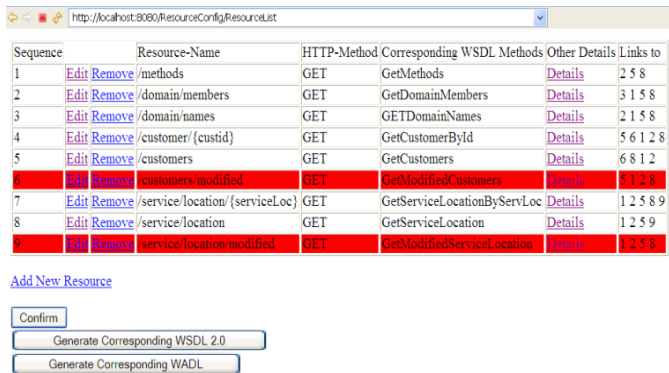 http://localhost:8080/ResourceConfig/ResourceList
Sequence Resource-Name HTTP-Method Corresponding WSDL Methods Other Details Links to
1 Edit Remove /methods GET GetMethods Details 2 5 8
2 Edit Remove /domain/members GET GetDomainMembers Details 3 1 5 8
3 Edit Remove /domain/names GET GETDomainNames Details 2 1 5 8
4 Edit Remove /customer/{custid} GET GetCustomerById Details 5 6 1 2 8
5 Edit Remove /customers GET GetCustomers Details 6 8 1 2
6 Edit Remove /customers/modified GET GetModifiedCustomers Details 5 1 2 8
7 Edit Remove /service/location/{serviceLoc} GET GetServiceLocationByServLoc Details 1 2 5 8 9
8 Edit Remove /service/location GET GetServiceLocation Details 1 2 5 9
9 Edit Remove /service/location/modified GET GetModifiedServiceLocation Details 1 2 5 8
Add New Resource
Confirm
Generate Corresponding WSDL 2.0
Generate Corresponding WADL